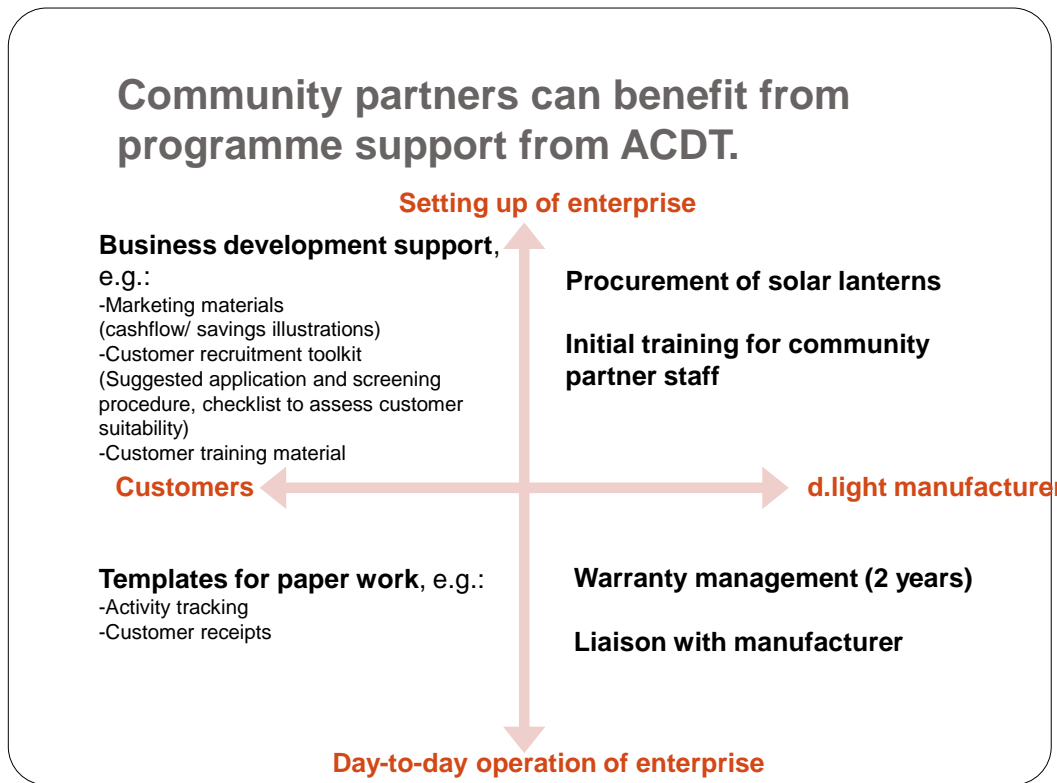 Community partners can benefit from
programme support from ACDT.
Setting up of enterprise
Business development support,
e.g.:
-Marketing materials
(cashflow/ savings illustrations)
-Customer recruitment toolkit
(Suggested application and screening
procedure, checklist to assess customer
suitability)
-Customer training material
Procurement of solar lanterns
Initial training for community
partner staff
Customers
d.light manufacturer
Templates for paper work, e.g.:
-Activity tracking
-Customer receipts
Warranty management (2 years)
Liaison with manufacturer
Day-to-day operation of enterprise